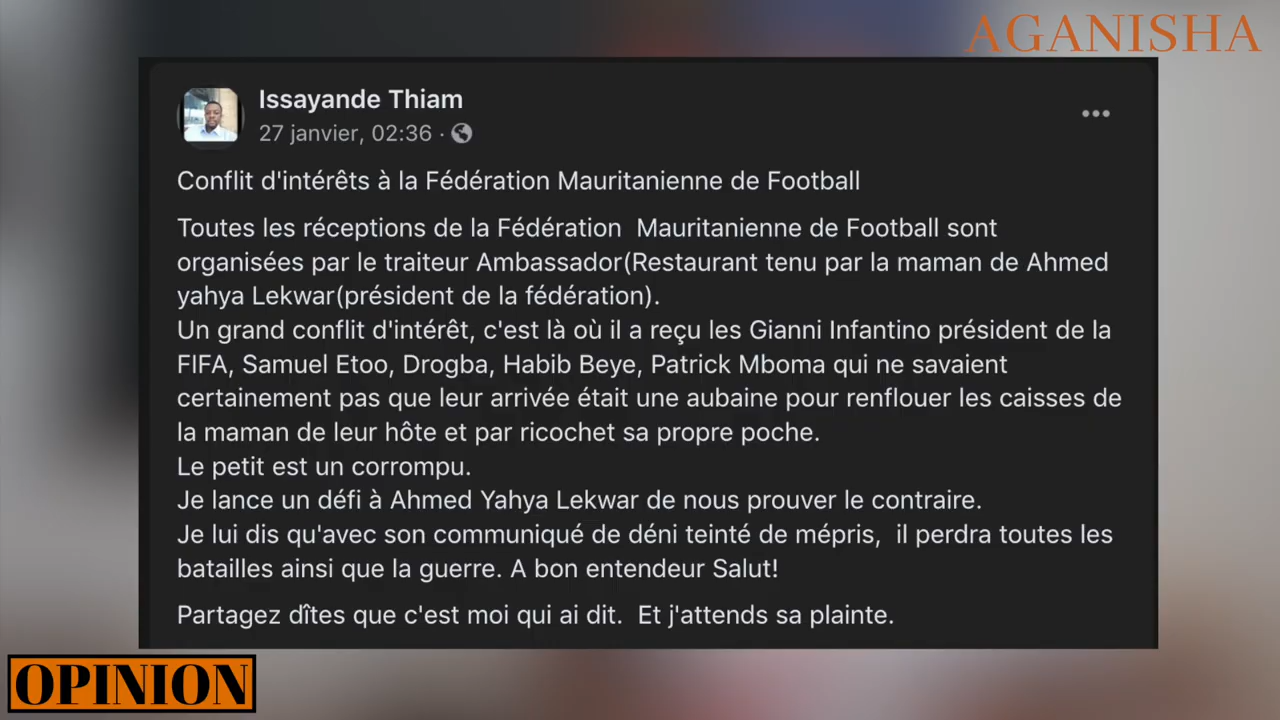 AGANISHA
Issayande Thiam
27 janvier, 02:36 ·
Conflit d'intérêts à la Fédération Mauritanienne de Football
Toutes les réceptions de la Fédération  Mauritanienne de Football sont
organisées par le traiteur Ambassador(Restaurant tenu par la maman de Ahmed
yahya Lekwar(président de la fédération).
Un grand conflit d'intérêt, c'est là où il a reçu les Gianni Infantino président de la
FIFA, Samuel Etoo, Drogba, Habib Beye, Patrick Mboma qui ne savaient
certainement pas que leur arrivée était une aubaine pour renflouer les caisses de
la maman de leur hôte et par ricochet sa propre poche.
Le petit est un corrompu.
Je lance un défi à Ahmed Yahya Lekwar de nous prouver le contraire.
Je lui dis qu'avec son communiqué de déni teinté de mépris,  il perdra toutes les
batailles ainsi que la guerre. A bon entendeur Salut!
Partagez dîtes que c'est moi qui ai dit.  Et j'attends sa plainte.
OPINION